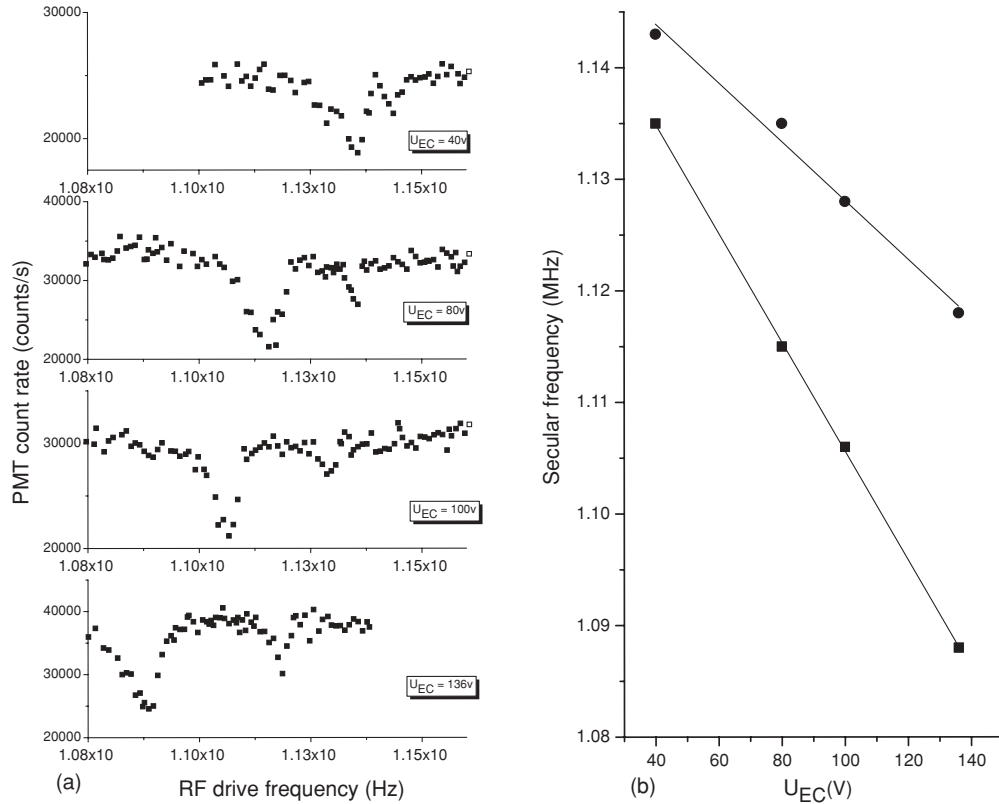 30000
20000
U_EC = 40v
1.08x10 1.10x10 1.13x10 1.15x10
40000
30000
20000
U_EC = 80v
1.08x10 1.10x10 1.13x10 1.15x10
30000
20000
U_EC = 100v
1.08x10 1.10x10 1.13x10 1.15x10
40000
30000
20000
U_EC = 136v
1.08x10 1.10x10 1.13x10 1.15x10
PMT count rate (counts/s)
(a) RF drive frequency (Hz)
1.14
1.13
1.12
1.11
1.10
1.09
1.08
Secular frequency (MHz)
40 60 80 100 120 140
(b) U_EC(V)